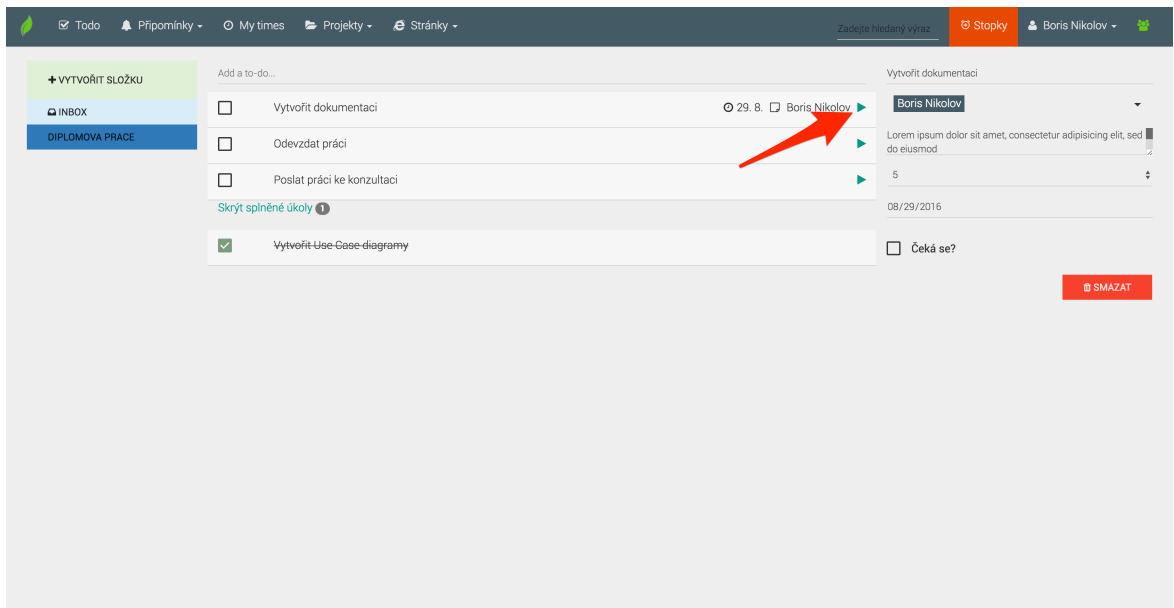 Todo Připomínky My times Projekty Stránky Zadejte hledaný výraz Stopky Boris Nikolov
VYTVOŘIT SLOŽKU
INBOX
DIPLOMOVA PRACE
Add a to-do...
Vytvořit dokumentaci 29. 8. Boris Nikolov
Odevzdat práci
Poslat práci ke konzultaci
Skrýt splněné úkoly 1
Vytvořit Use Case diagramy
Vytvořit dokumentaci
Boris Nikolov
Lorem ipsum dolor sit amet, consectetur adipisicing elit, sed
do eiusmod
5
08/29/2016
Čeká se?
SMAZAT